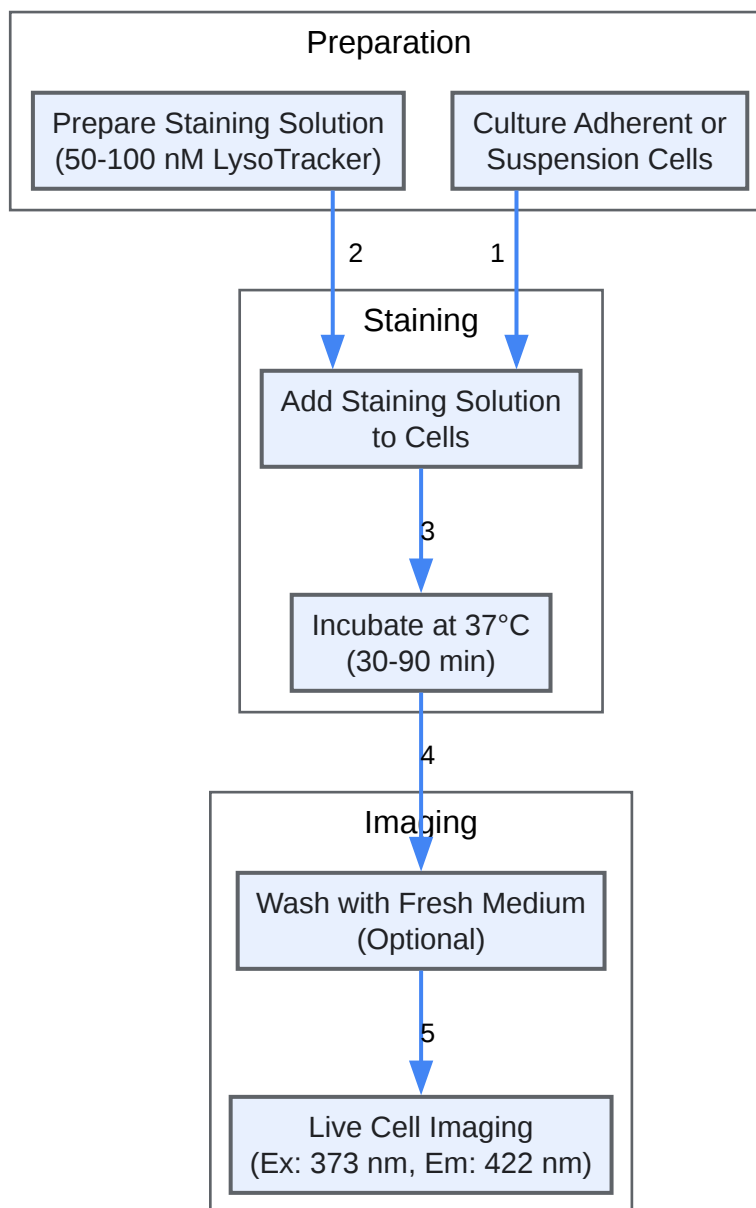 Preparation
Prepare Staining Solution
(50-100 nM LysoTracker)
Culture Adherent or
Suspension Cells
2
1
Staining
Add Staining Solution
to Cells
3
Incubate at 37°C
(30-90 min)
4
Imaging
Wash with Fresh Medium
(Optional)
5
Live Cell Imaging
(Ex: 373 nm, Em: 422 nm)